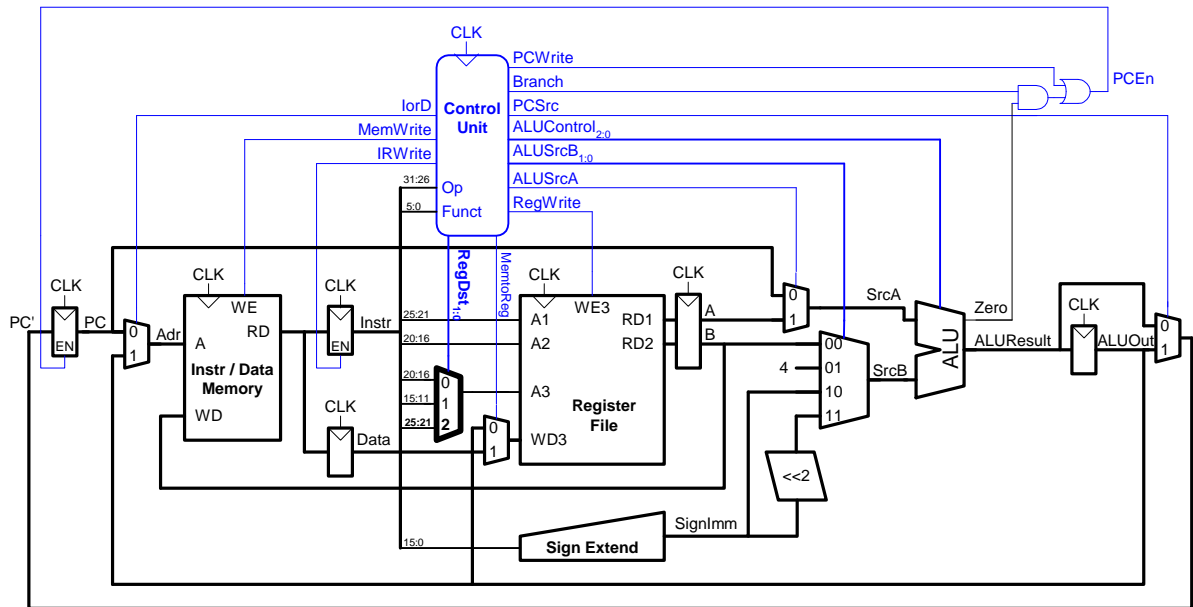 CLK
PCWrite
Branch
PCEn
IorD
Control
Unit
PCSrc
MemWrite
ALUControl2:0
IRWrite
ALUSrcB1:0
31:26
Op
ALUSrcA
5:0
Funct
RegWrite
RegDst1:0
MemtoReg
CLK
CLK
CLK
CLK
CLK
CLK
PC'
EN
PC
0
1
Adr
WE
RD
A
Instr / Data
Memory
WD
EN
Instr
25:21
20:16
A1
A2
WE3
RD1
RD2
A
B
0
1
SrcA
Zero
ALU
ALUResult
ALUOut
0
1
20:16
15:11
25:21
0
1
2
A3
Register
File
WD3
0
1
CLK
Data
00
4
01
10
11
SrcB
<<2
SignImm
15:0
Sign Extend